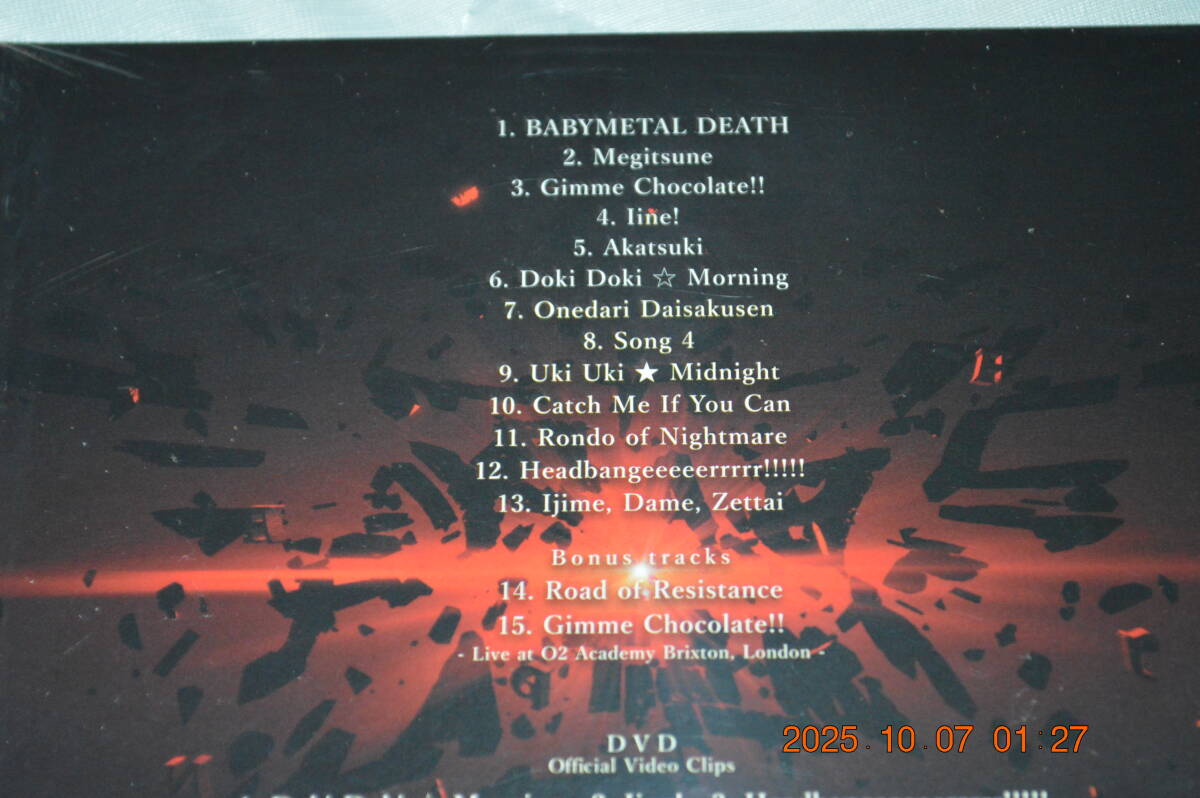 1. BABYMETAL DEATH
2. Megitsune
3. Gimme Chocolate!!
4. Iine!
5. Akatsuki
6. Doki Doki ☆ Morning
7. Onedari Daisakusen
8. Song 4
9. Uki Uki ★ Midnight
10. Catch Me If You Can
11. Rondo of Nightmare
12. Headbangeeeeerrrrr!!!!!
13. Ijime, Dame, Zettai
Bonus tracks
14. Road of Resistance
15. Gimme Chocolate!!
- Live at O2 Academy Brixton, London -
DVD
Official Video Clips
2025.10.07 01:27